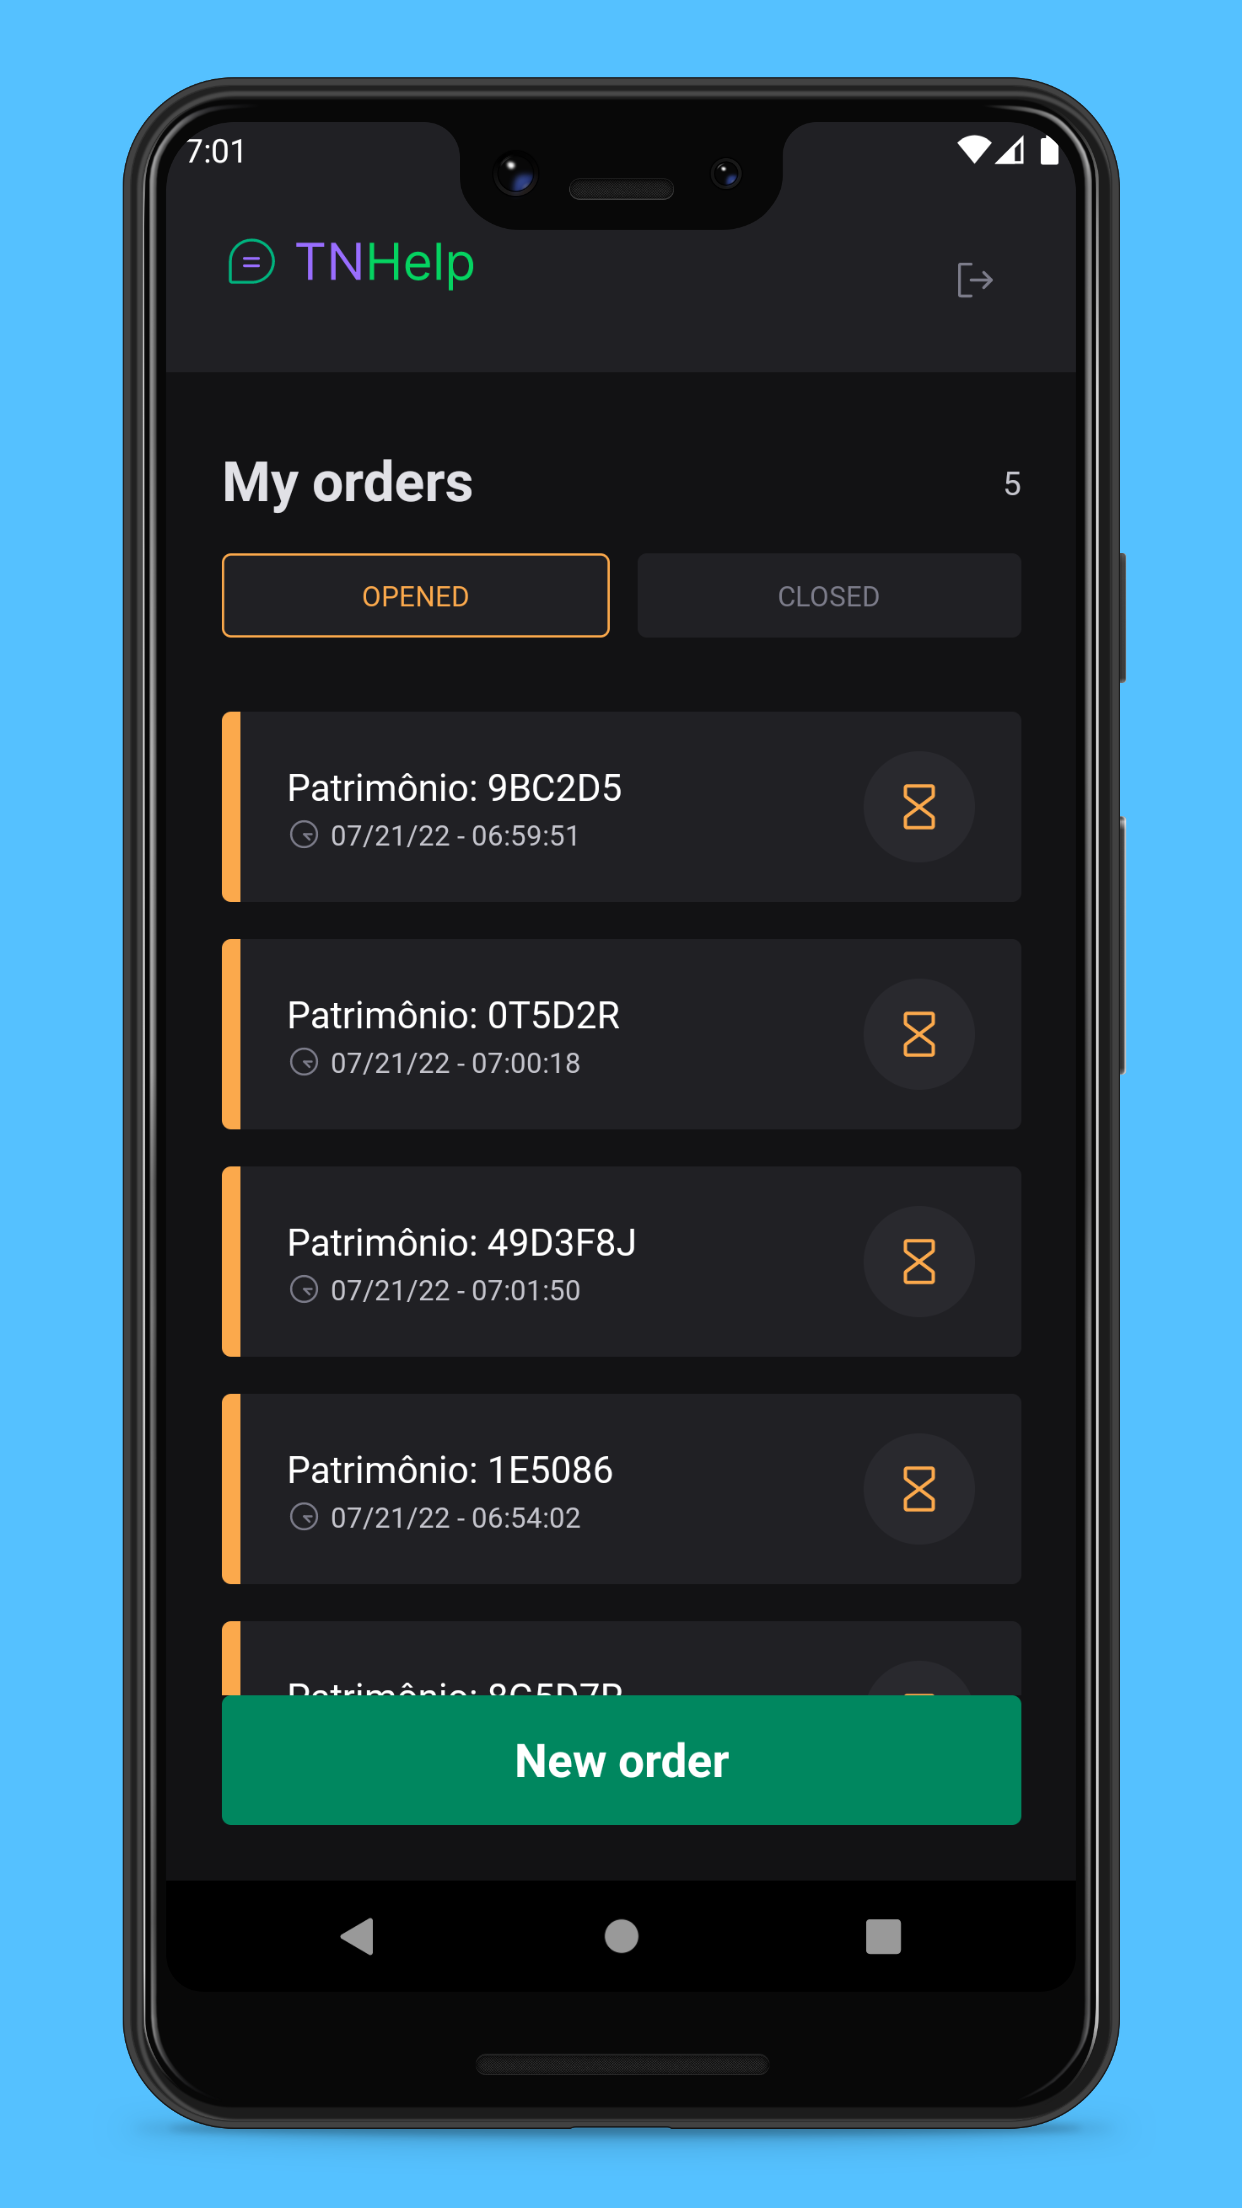 7:01
TNHelp
My orders
5
OPENED
CLOSED
Patrimônio: 9BC2D5
07/21/22 - 06:59:51
Patrimônio: 0T5D2R
07/21/22 - 07:00:18
Patrimônio: 49D3F8J
07/21/22 - 07:01:50
Patrimônio: 1E5086
07/21/22 - 06:54:02
Patrimônio:
New order